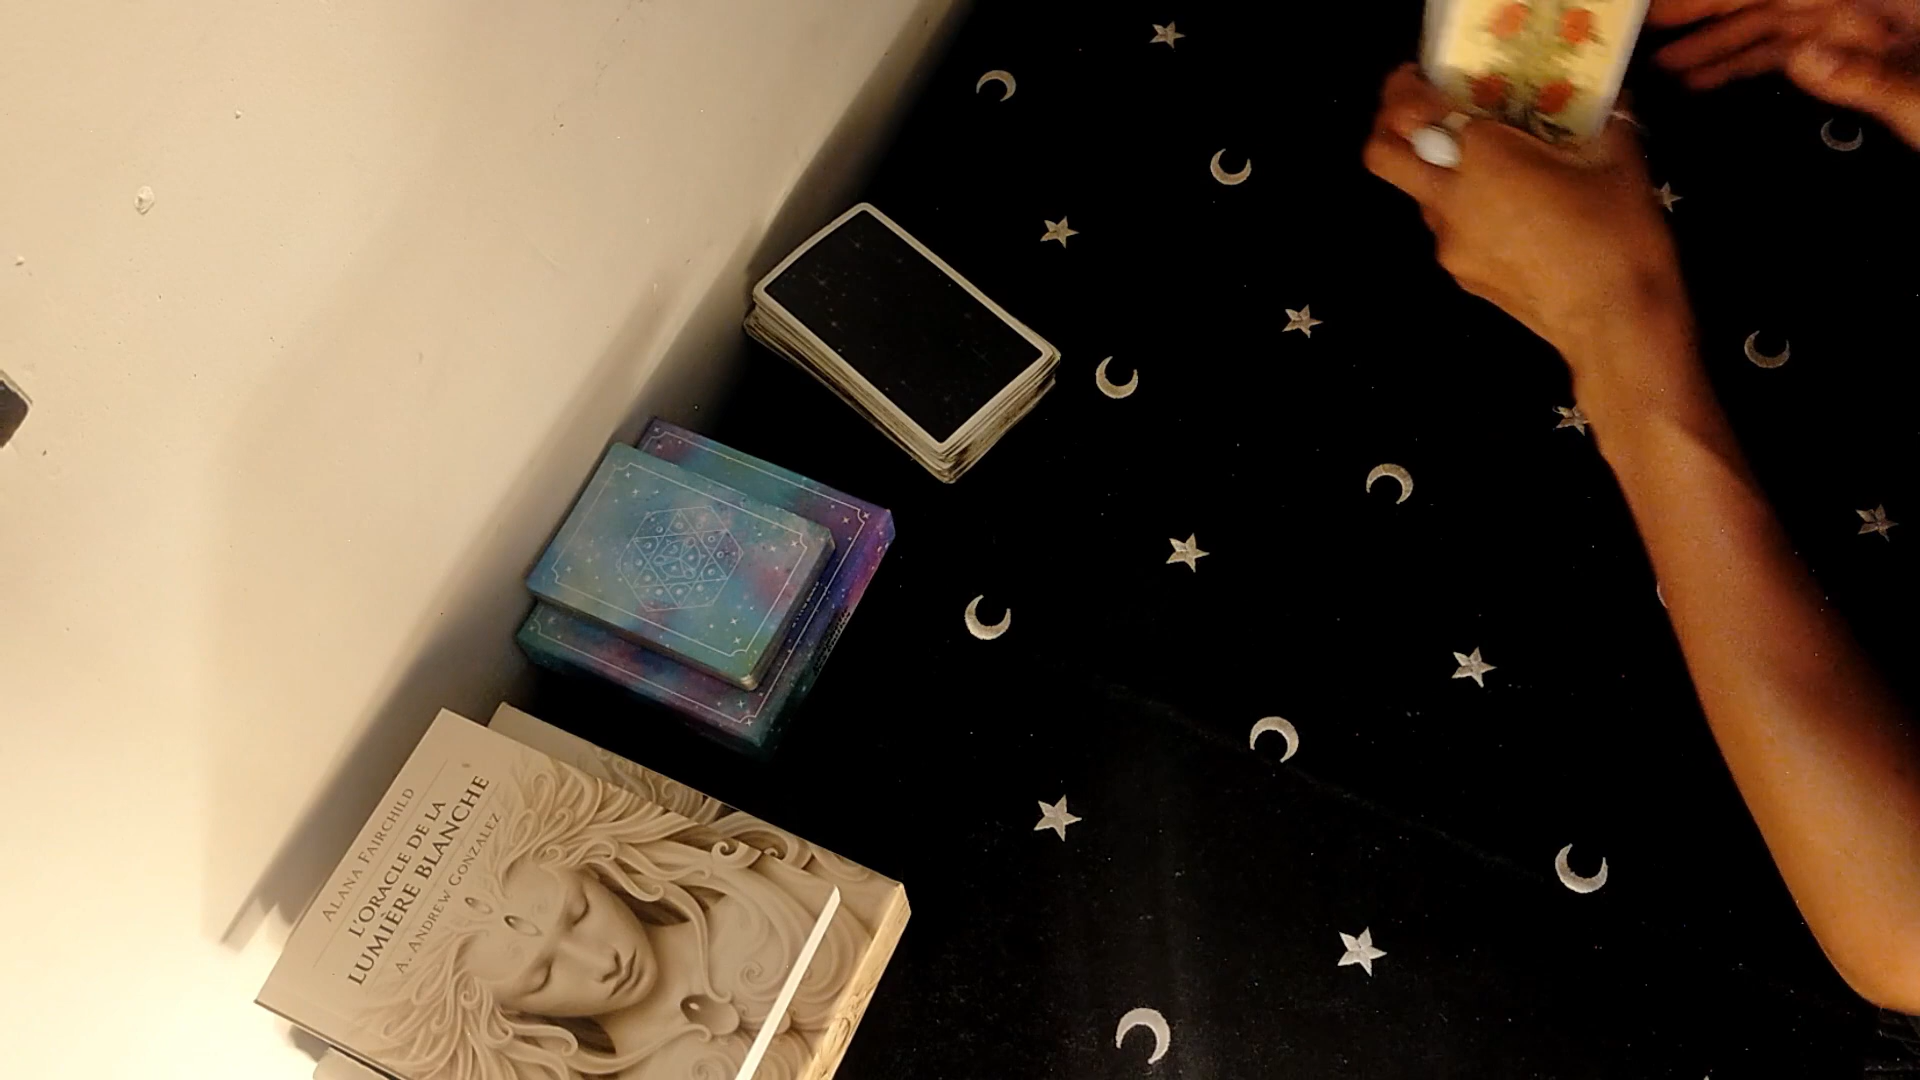 ALANA FAIRCHILD
L'ORACLE DE LA
LUMIÈRE BLANCHE
A. ANDREW GONZALEZ